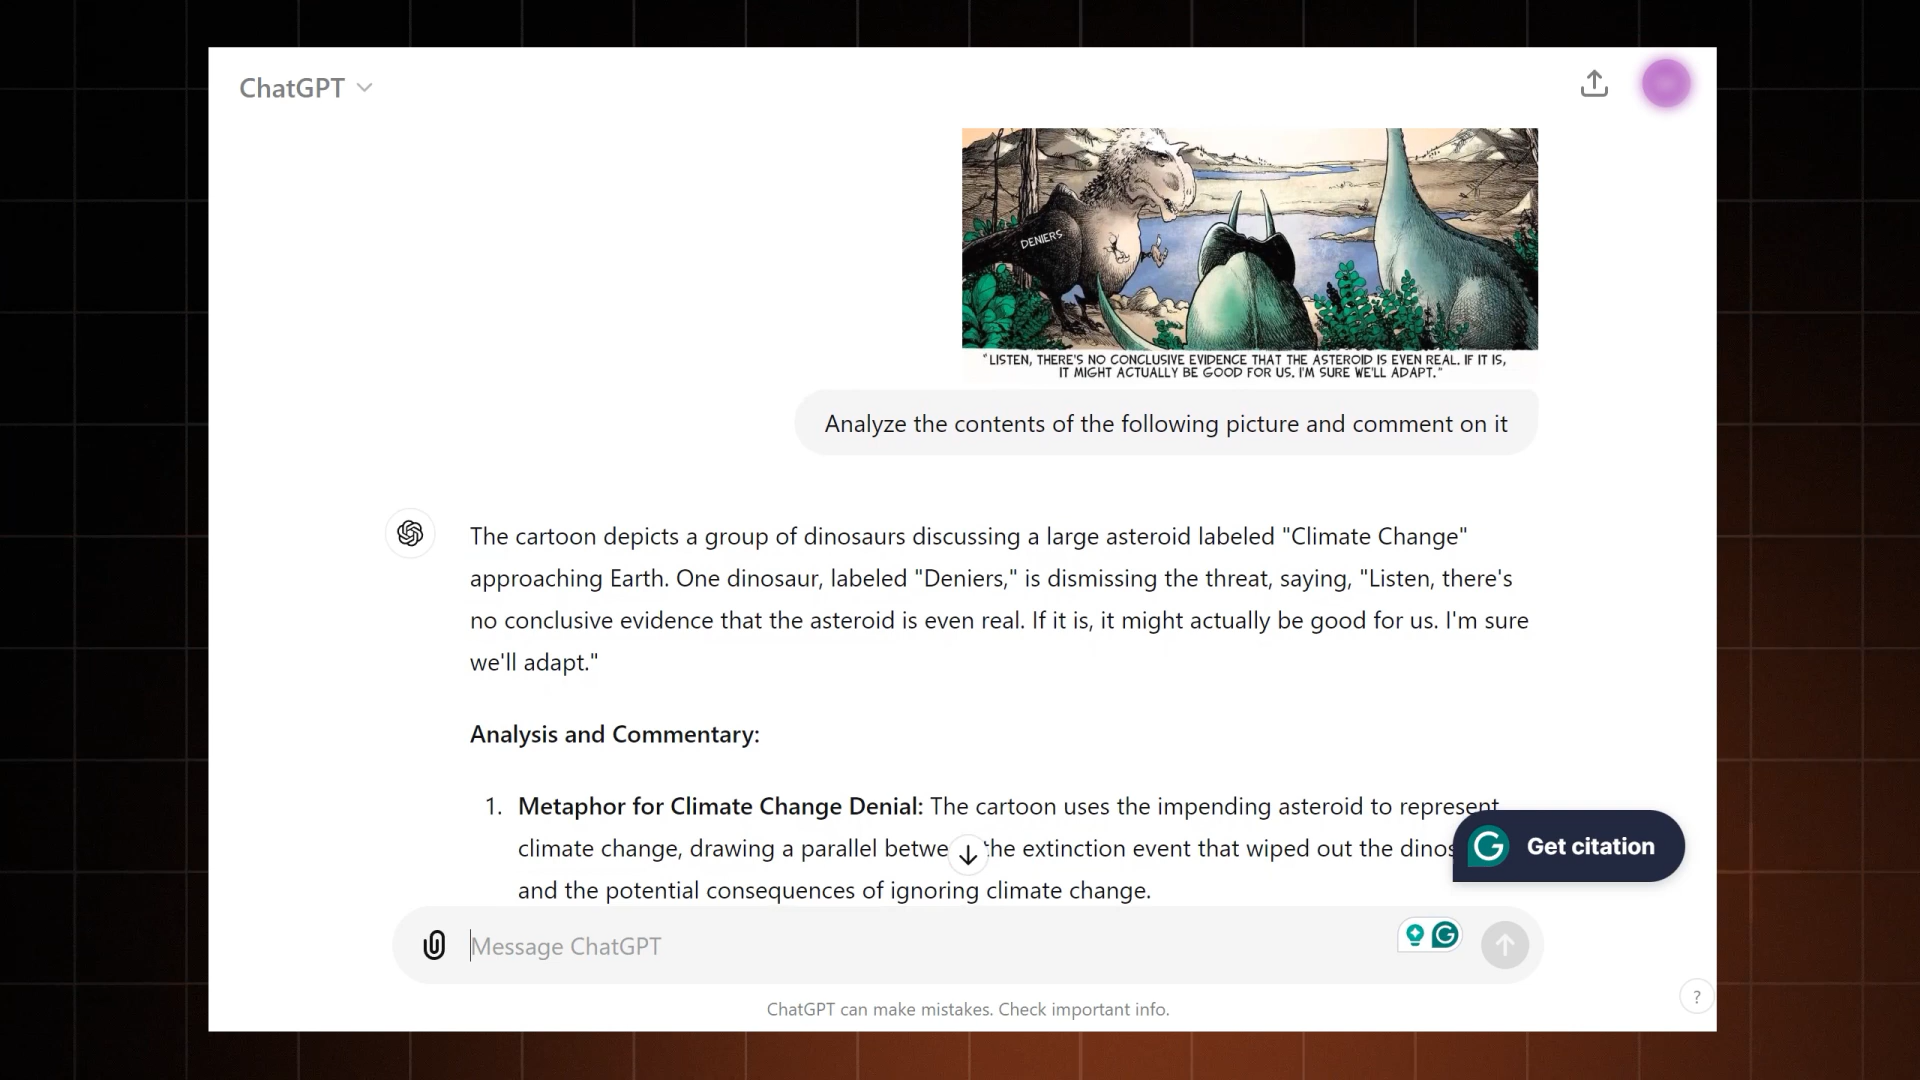 ChatGPT
DENIERS
"LISTEN, THERE'S NO CONCLUSIVE EVIDENCE THAT THE ASTEROID IS EVEN REAL. IF IT IS,
IT MIGHT ACTUALLY BE GOOD FOR US. I'M SURE WE'LL ADAPT."
Analyze the contents of the following picture and comment on it
The cartoon depicts a group of dinosaurs discussing a large asteroid labeled "Climate Change"
approaching Earth. One dinosaur, labeled "Deniers," is dismissing the threat, saying, "Listen, there's
no conclusive evidence that the asteroid is even real. If it is, it might actually be good for us. I'm sure
we'll adapt."
Analysis and Commentary:
1. Metaphor for Climate Change Denial: The cartoon uses the impending asteroid to represent
climate change, drawing a parallel betwe the extinction event that wiped out the dinos
and the potential consequences of ignoring climate change.
Get citation
Message ChatGPT
ChatGPT can make mistakes. Check important info.
?